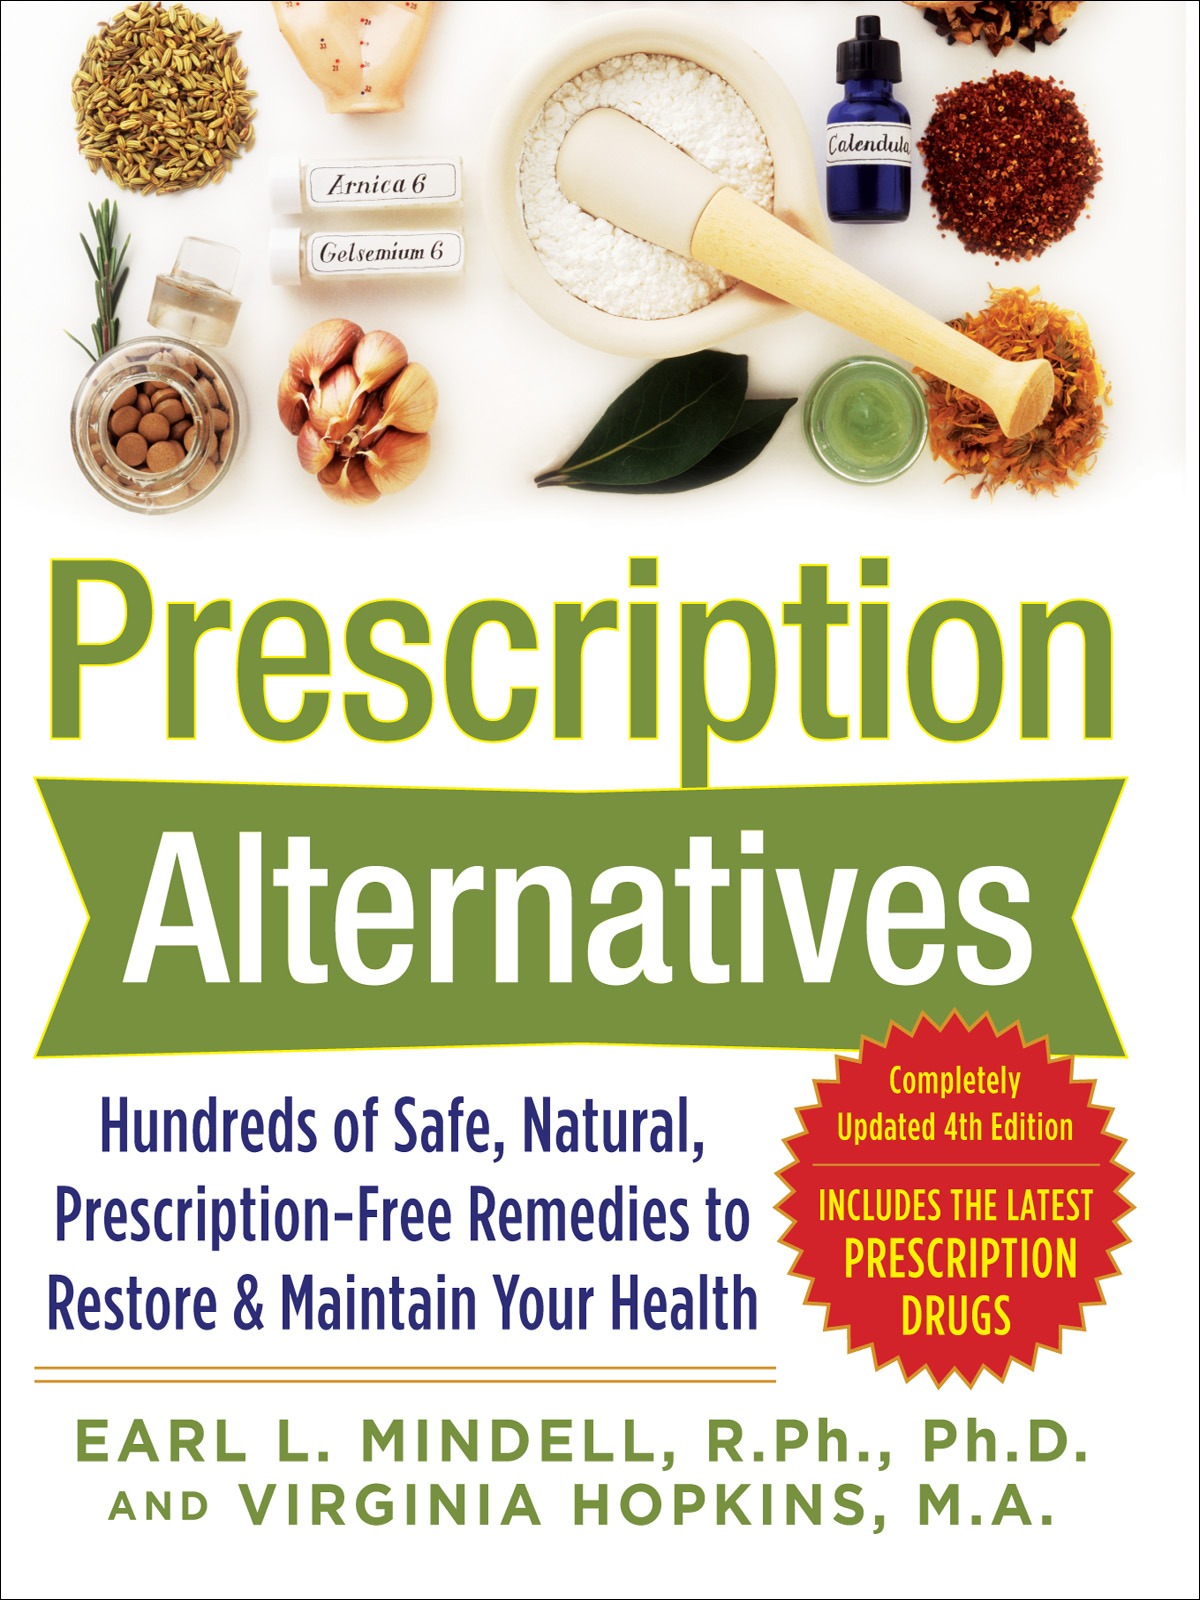 Arnica 6
Gelsemium 6
Calendula
Prescription
Alternatives
Completely
Updated 4th Edition
INCLUDES THE LATEST
PRESCRIPTION
DRUGS
Hundreds of Safe, Natural,
Prescription-Free Remedies to
Restore & Maintain Your Health
EARL L. MINDELL, R.Ph., Ph.D.
AND VIRGINIA HOPKINS, M.A.